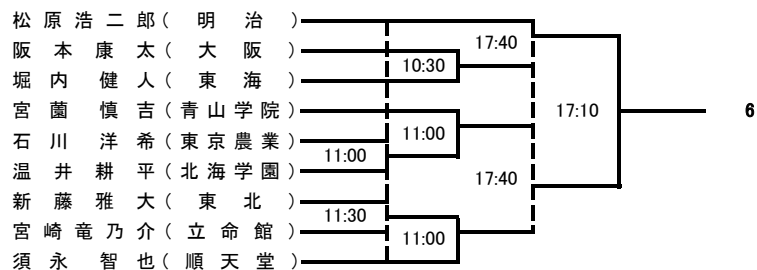 松原浩二郎(明治)
17:40
阪本康太(大阪)
10:30
堀内健人(東海)
宮薗慎吉(青山学院)
17:10
6
11:00
石川洋希(東京農業)
11:00
温井耕平(北海学園)
17:40
新藤雅大(東北)
11:30
宮崎竜乃介(立命館)
11:00
須永智也(順天堂)